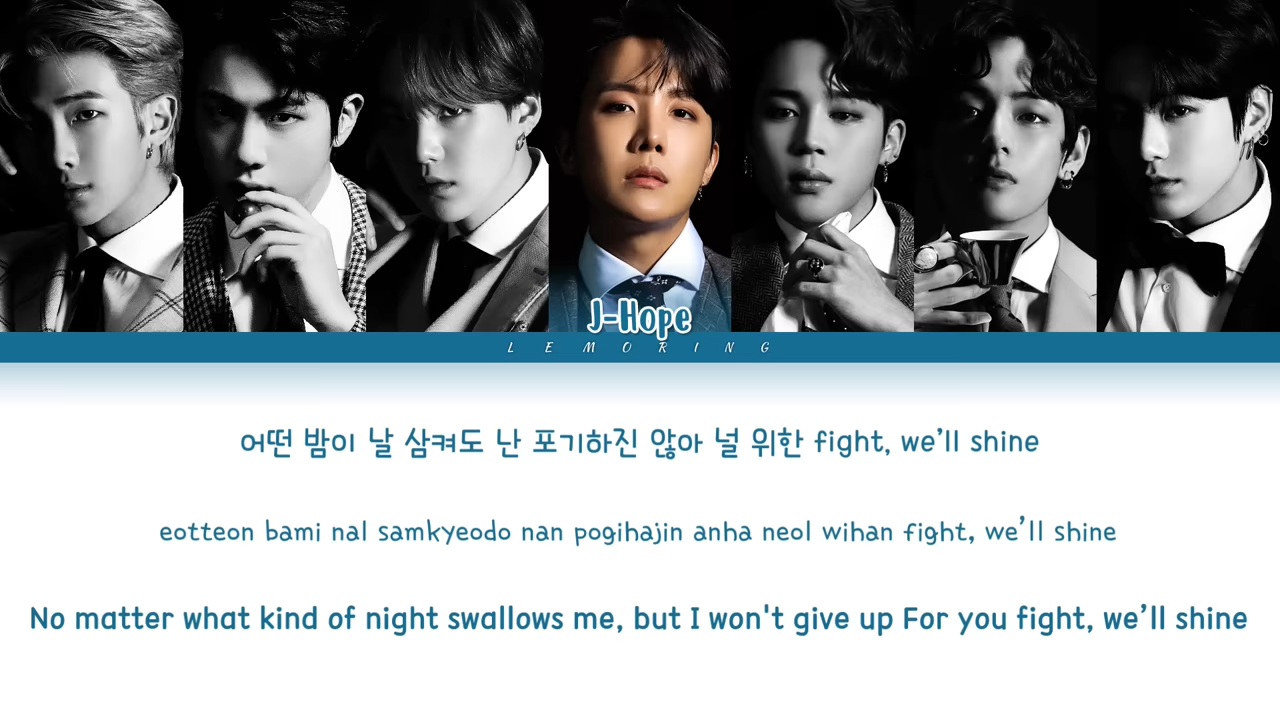 J-Hope
LEMORING
어떤 밤이 날 삼켜도 난 포기하진 않아 널 위한 fight, we’ll shine
eotteon bami nal samkyeodo nan pogihajin anha neol wihan fight, we’ll shine
No matter what kind of night swallows me, but I won't give up For you fight, we’ll shine